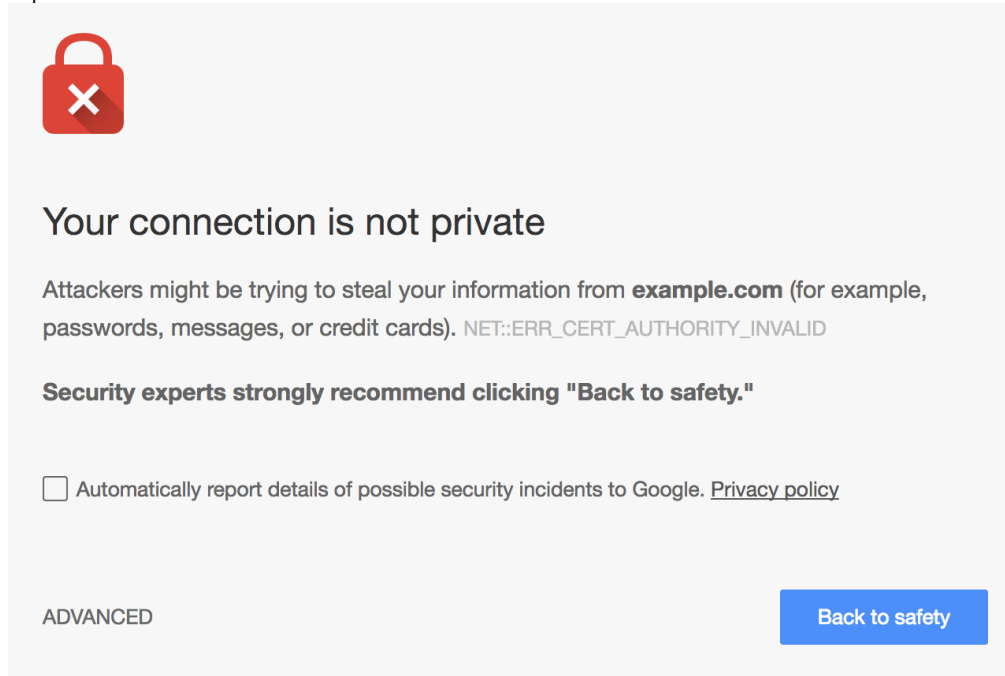 Your connection is not private
Attackers might be trying to steal your information from example.com (for example,
passwords, messages, or credit cards). NET::ERR_CERT_AUTHORITY_INVALID
Security experts strongly recommend clicking "Back to safety."
Automatically report details of possible security incidents to Google. Privacy policy
ADVANCED
Back to safety